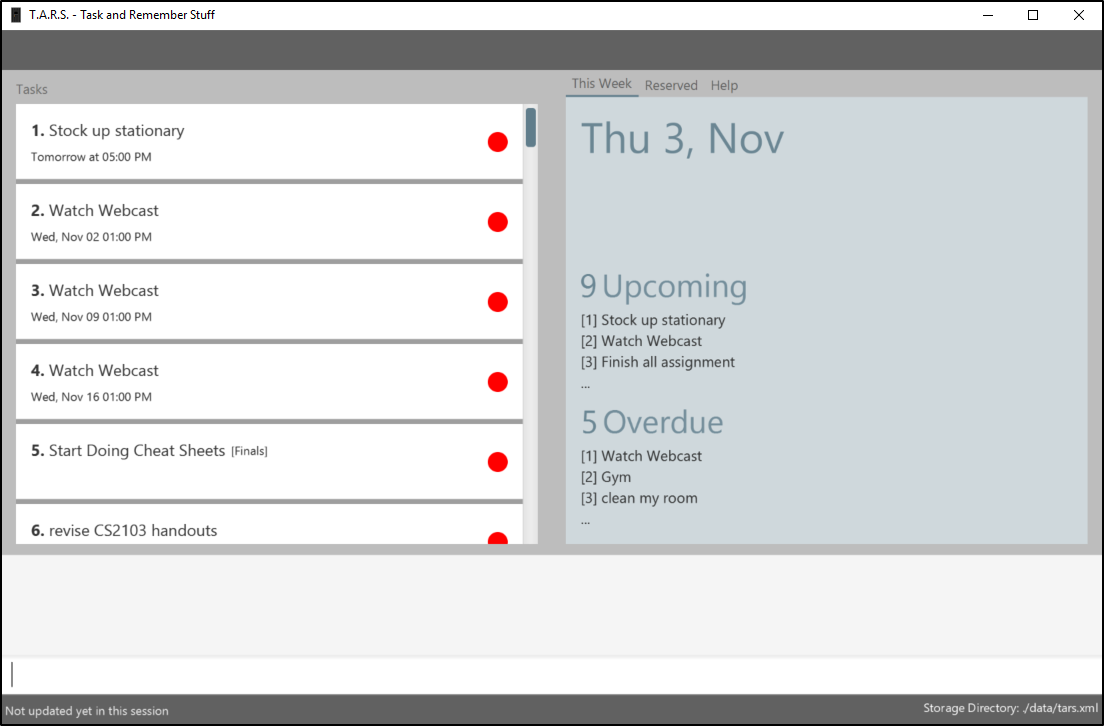 T.A.R.S. - Task and Remember Stuff
Tasks
1. Stock up stationary
Tomorrow at 05:00 PM
2. Watch Webcast
Wed, Nov 02 01:00 PM
3. Watch Webcast
Wed, Nov 09 01:00 PM
4. Watch Webcast
Wed, Nov 16 01:00 PM
5. Start Doing Cheat Sheets [Finals]
6. revise CS2103 handouts
This Week Reserved Help
Thu 3, Nov
9 Upcoming
[1] Stock up stationary
[2] Watch Webcast
[3] Finish all assignment
...
5 Overdue
[1] Watch Webcast
[2] Gym
[3] clean my room
...
Not updated yet in this session
Storage Directory: ./data/tars.xml